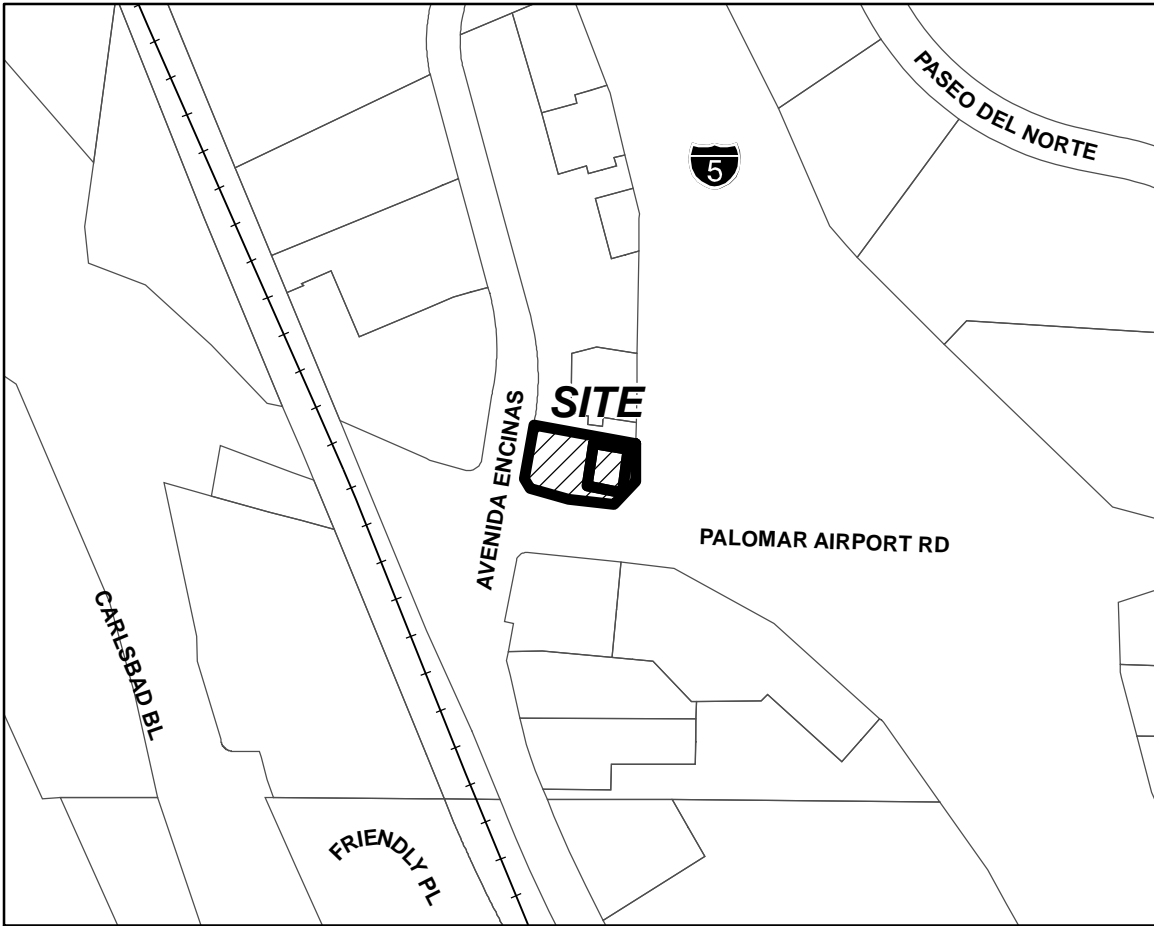 PASEO DEL NORTE
5
SITE
AVENIDA ENCINAS
PALOMAR AIRPORT RD
CARLSBAD BL
FRIENDLY PL